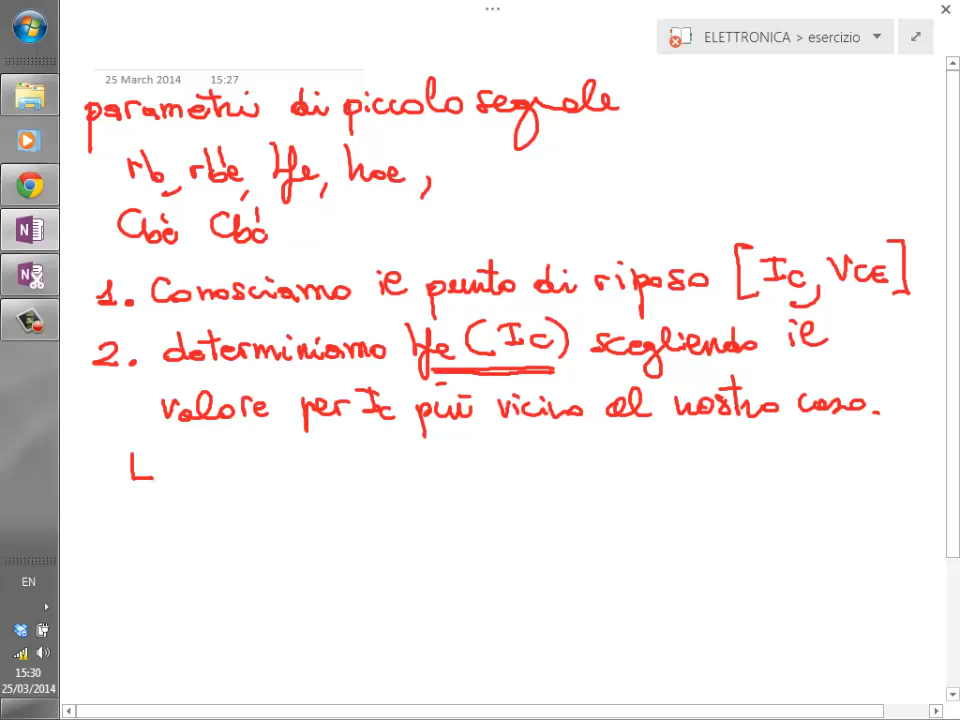 ELETTRONICA > esercizio
25 March 2014 15:27
parametri di piccolo segnale
rb, rb'e, hfe, hoe,
Cb'e Cb'c
1. Conosciamo il punto di riposo [Ic, VCE]
2. determiniamo hfe (Ic) scegliendo il
valore per Ic più vicino al nostro caso.
L
EN
15:30
25/03/2014